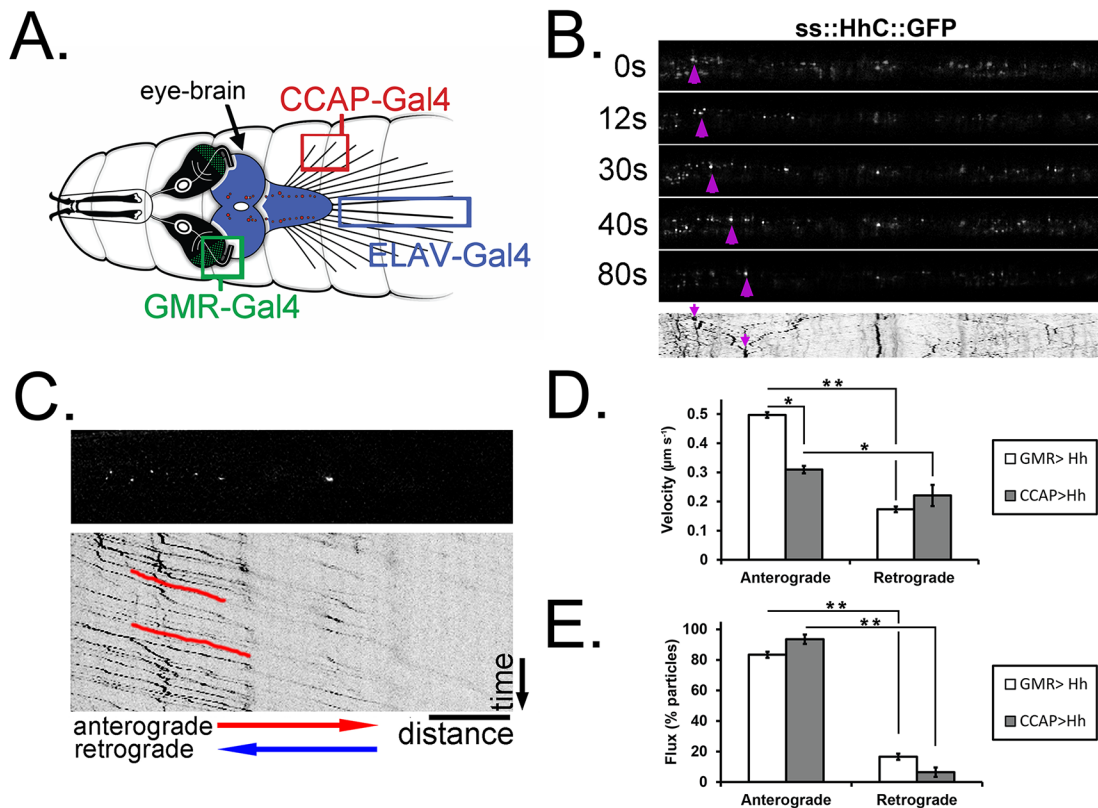 A.
eye-brain
CCAP-Gal4
ELAV-Gal4
GMR-Gal4
B.
ss::HhC::GFP
0s
12s
30s
40s
80s
C.
time
anterograde
retrograde
distance
D.
**
*
*
Velocity (µm s⁻¹)
0.5
0.4
0.3
0.2
0.1
0
Anterograde
Retrograde
GMR> Hh
CCAP>Hh
E.
**
**
Flux (% particles)
100
80
60
40
20
0
Anterograde
Retrograde
GMR> Hh
CCAP>Hh